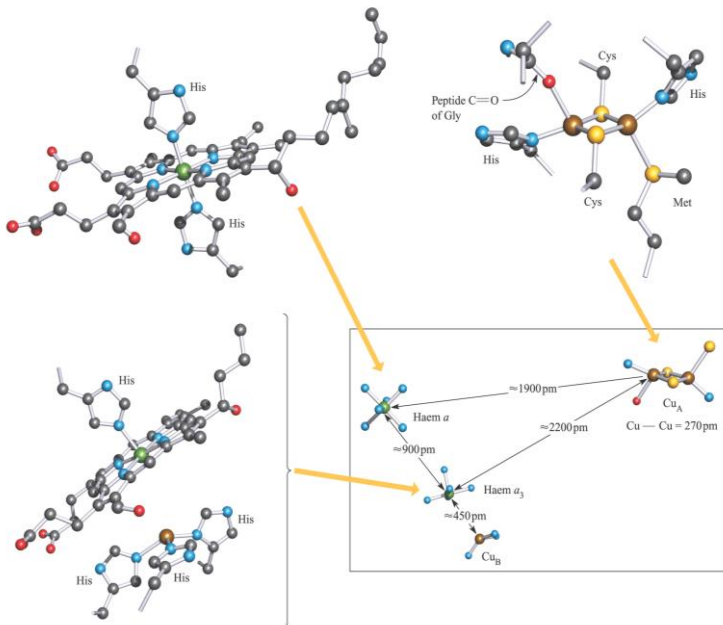 His
His
Cys
His
Peptide C=O
of Gly
His
Cys
Met
His
His
His
His
≈1900pm
Haem a
≈900pm
Cu_A
Cu — Cu = 270pm
≈2200pm
Haem a_3
≈450pm
Cu_B